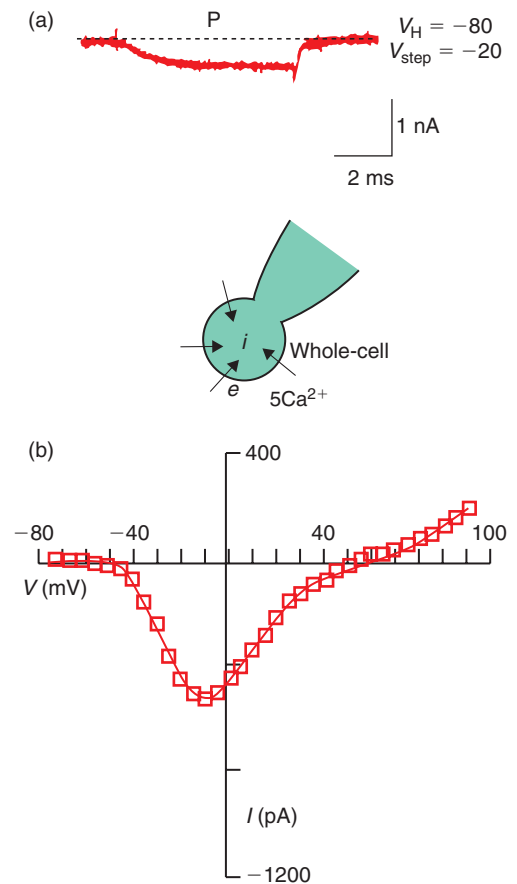 (a)
P
V_H = −80
V_step = −20
1 nA
2 ms
i
Whole-cell
e
5Ca²⁺
(b)
400
−80
−40
40
100
V (mV)
I (pA)
−1200